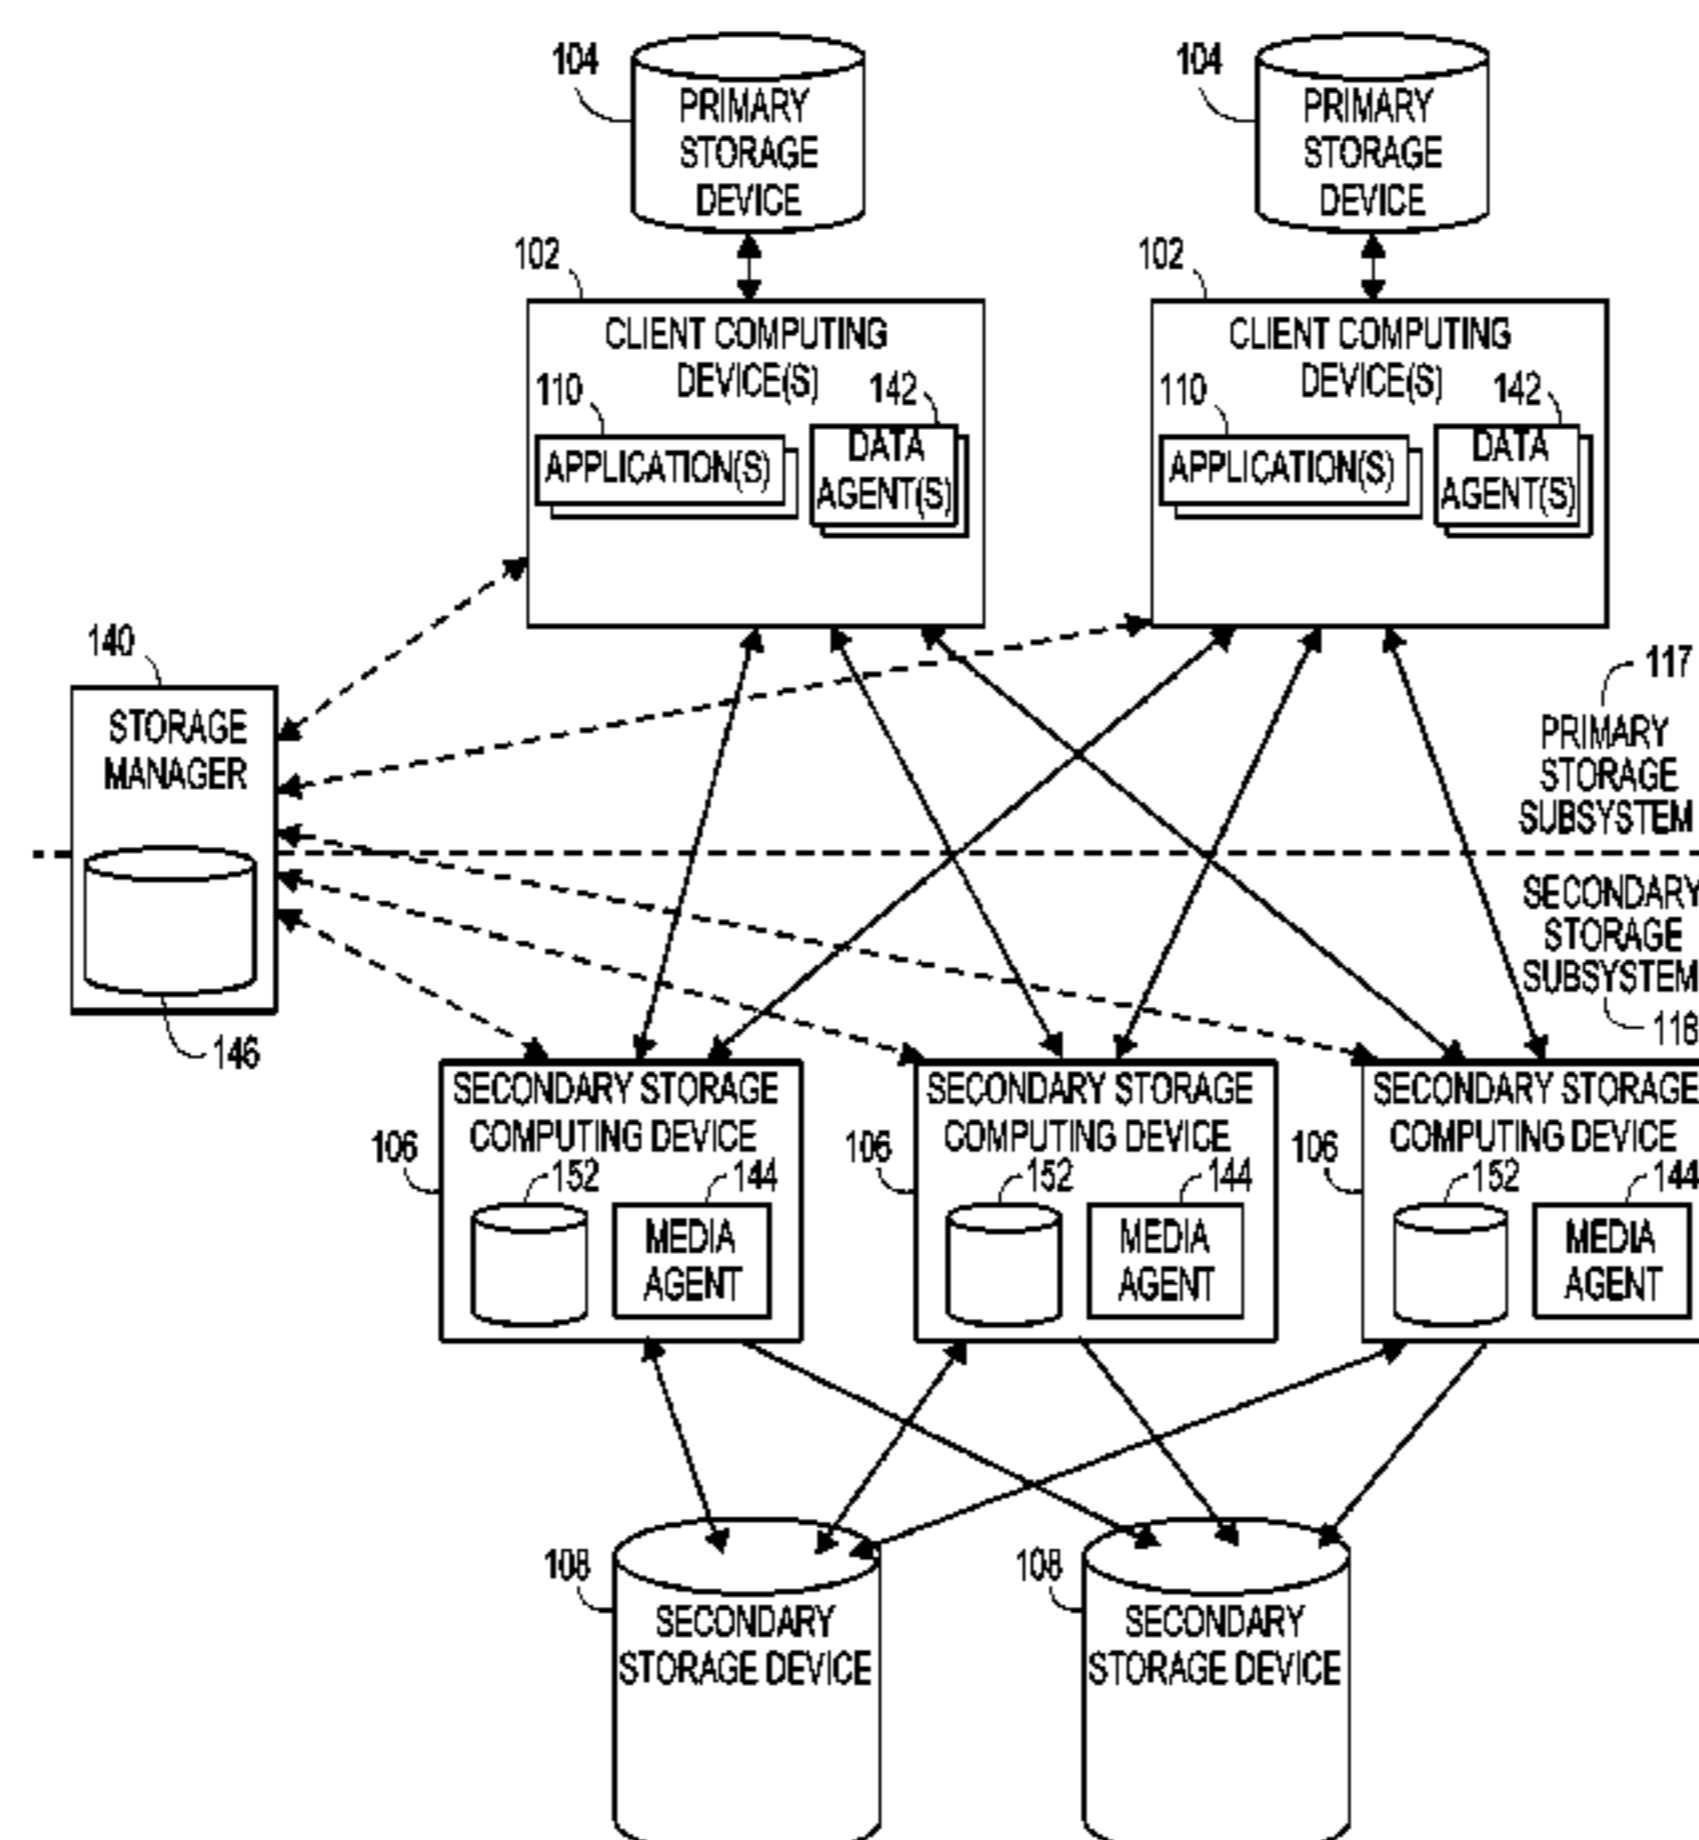 104
PRIMARY
STORAGE
DEVICE
104
PRIMARY
STORAGE
DEVICE
102
CLIENT COMPUTING
DEVICE(S)
110
142
APPLICATION(S)
DATA
AGENT(S)
102
CLIENT COMPUTING
DEVICE(S)
110
142
APPLICATION(S)
DATA
AGENT(S)
140
STORAGE
MANAGER
146
117
PRIMARY
STORAGE
SUBSYSTEM
SECONDARY
STORAGE
SUBSYSTEM
118
106
SECONDARY STORAGE
COMPUTING DEVICE
152
144
MEDIA
AGENT
106
SECONDARY STORAGE
COMPUTING DEVICE
152
144
MEDIA
AGENT
106
SECONDARY STORAGE
COMPUTING DEVICE
152
144
MEDIA
AGENT
108
SECONDARY
STORAGE DEVICE
108
SECONDARY
STORAGE DEVICE